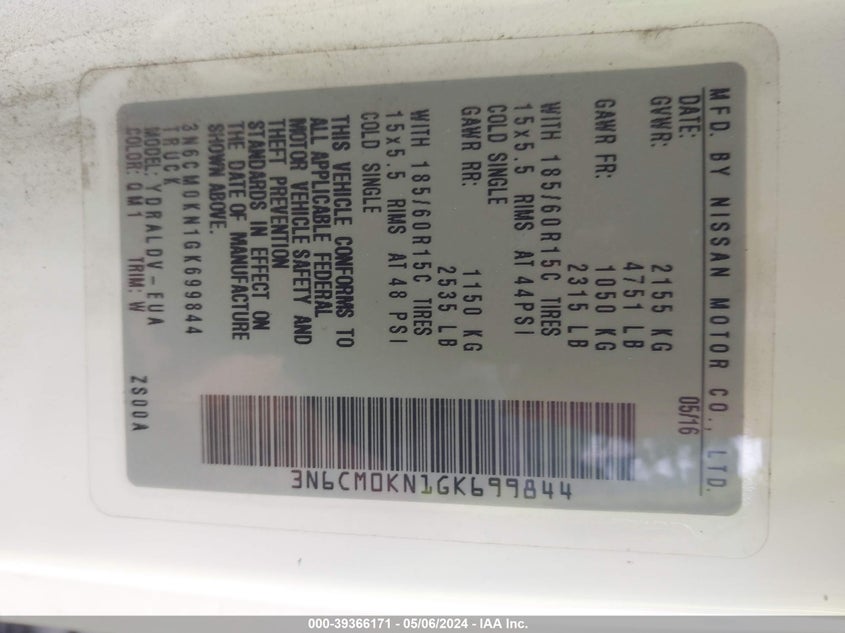 MFD. BY NISSAN MOTOR CO., LTD.
DATE: 05/16
GVWR: 2155 KG
4751 LB
GAWR FR: 1050 KG
2315 LB
WITH 185/60R15C TIRES
15x5.5 RIMS AT 44PSI
COLD SINGLE
GAWR RR: 1150 KG
2535 LB
WITH 185/60R15C TIRES
15x5.5 RIMS AT 48 PSI
COLD SINGLE
THIS VEHICLE CONFORMS TO
ALL APPLICABLE FEDERAL
MOTOR VEHICLE SAFETY AND
THEFT PREVENTION
STANDARDS IN EFFECT ON
THE DATE OF MANUFACTURE
SHOWN ABOVE.
3N6CM0KN1GK699844
TRUCK
MODEL: YDRALDV-EUA
COLOR: QM1 TRIM: W ZS00A
3N6CM0KN1GK699844
000-39366171 - 05/06/2024 - IAA Inc.